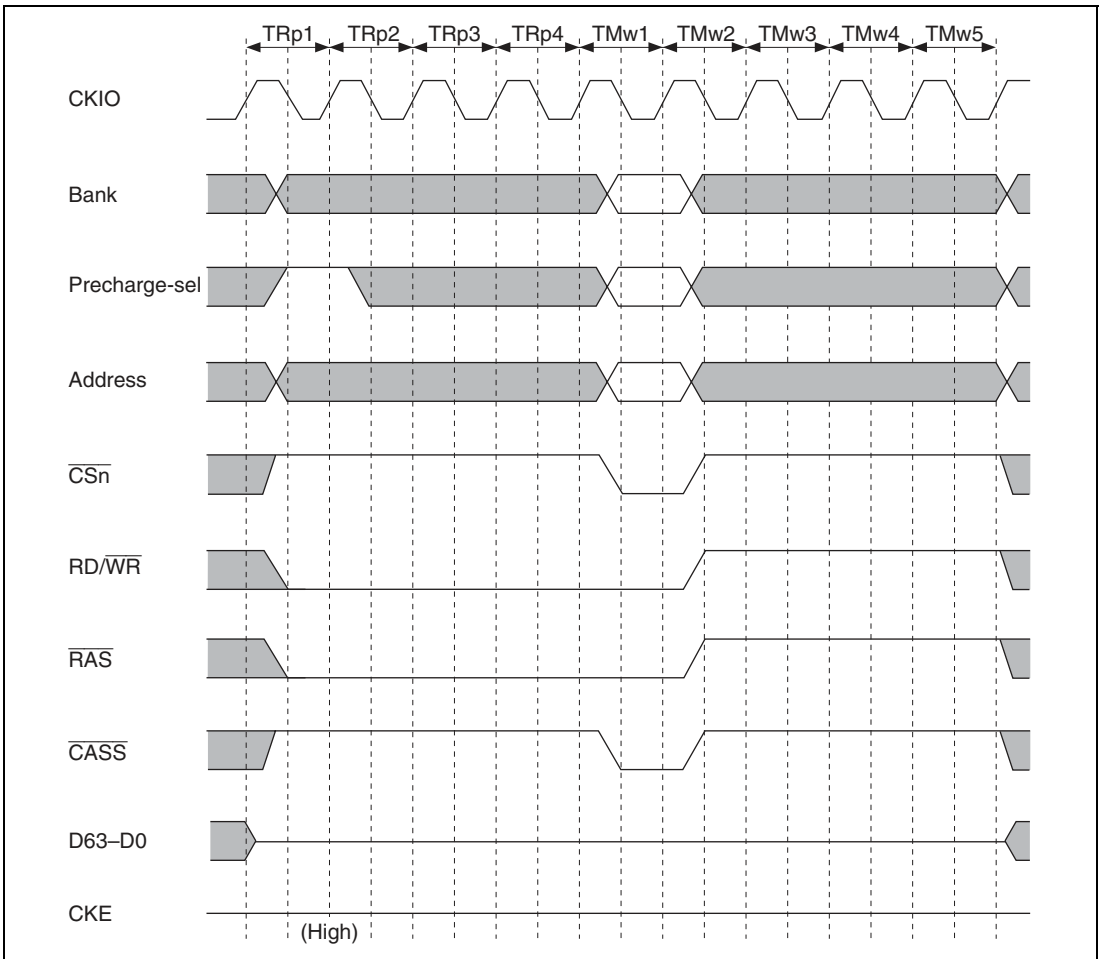 TRp1 TRp2 TRp3 TRp4 TMw1 TMw2 TMw3 TMw4 TMw5
CKIO
Bank
Precharge-sel
Address
CSn
RD/WR
RAS
CASS
D63–D0
CKE
(High)